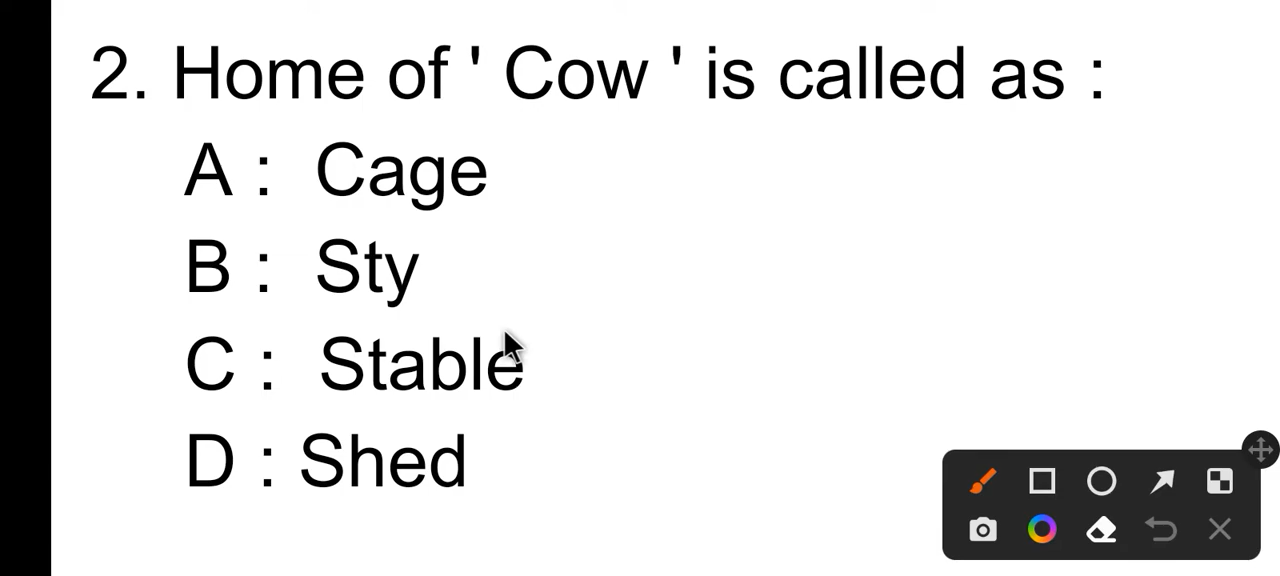 2. Home of ' Cow ' is called as :
A : Cage
B : Sty
C : Stable
D : Shed